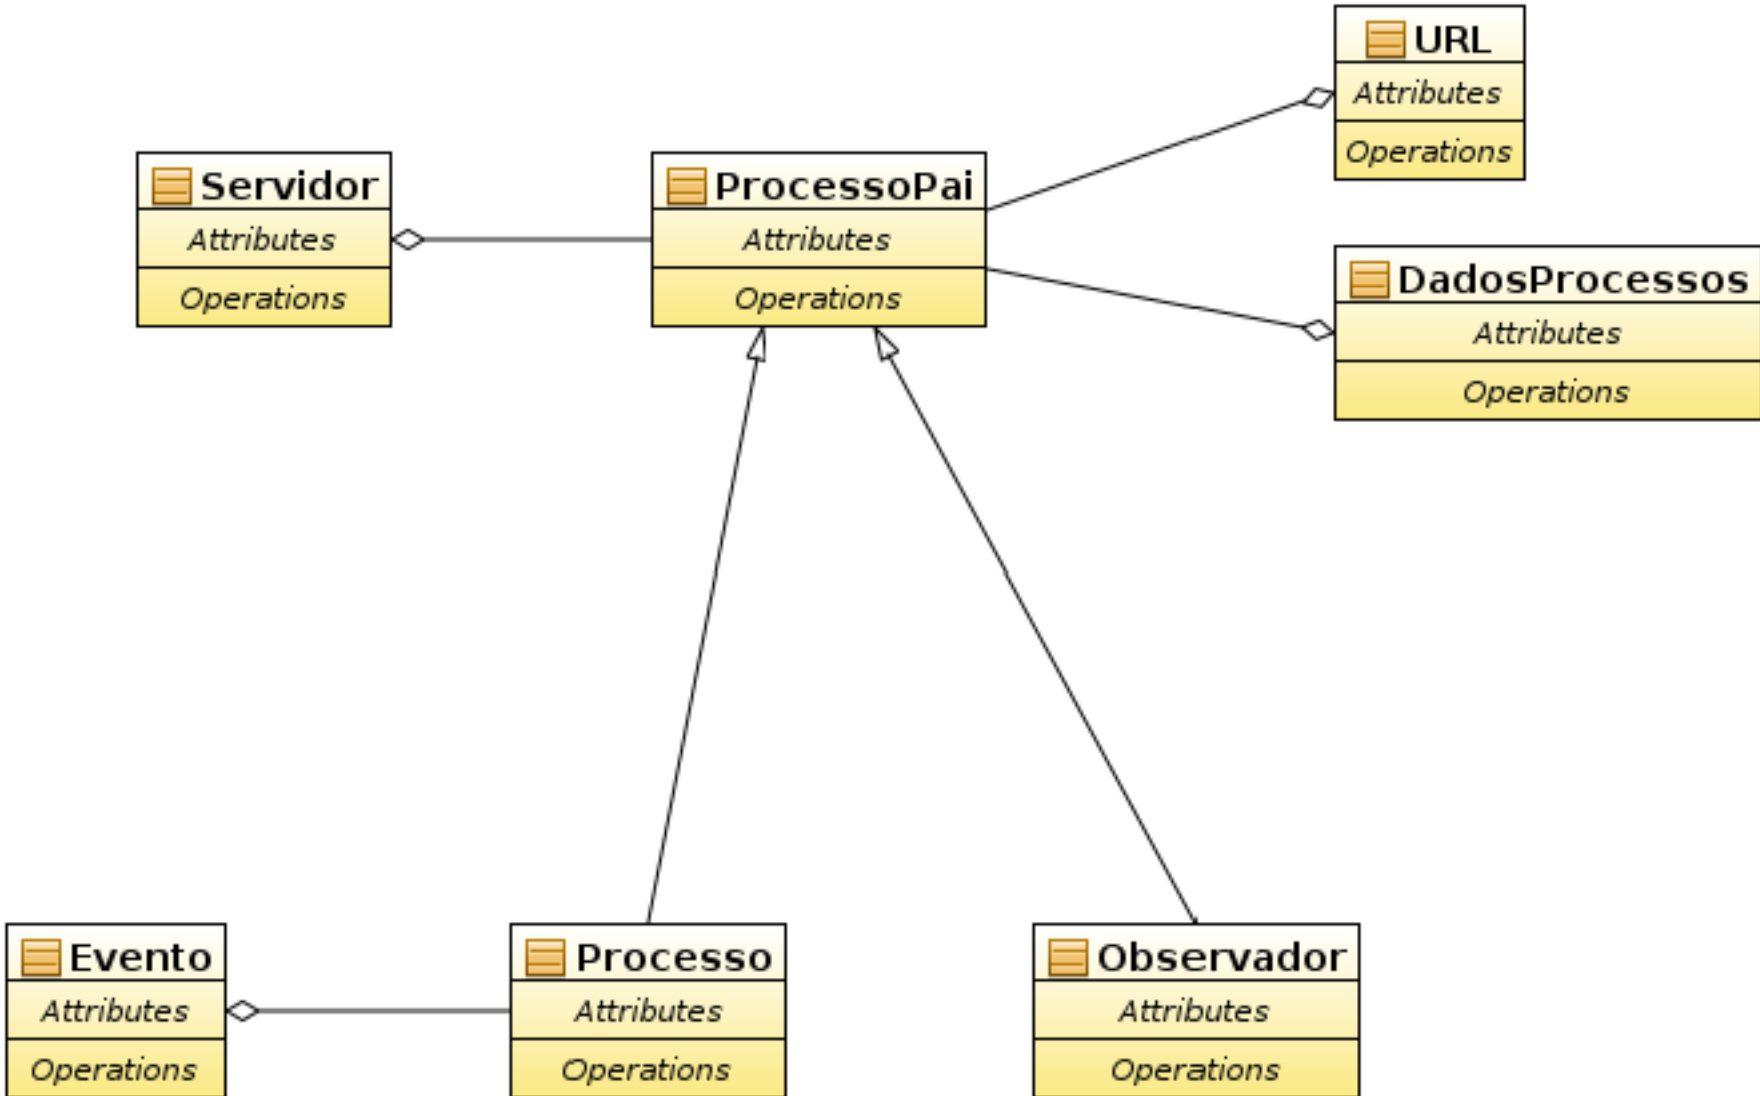 URL
Attributes
Operations
Servidor
Attributes
Operations
ProcessoPai
Attributes
Operations
DadosProcessos
Attributes
Operations
Evento
Attributes
Operations
Processo
Attributes
Operations
Observador
Attributes
Operations